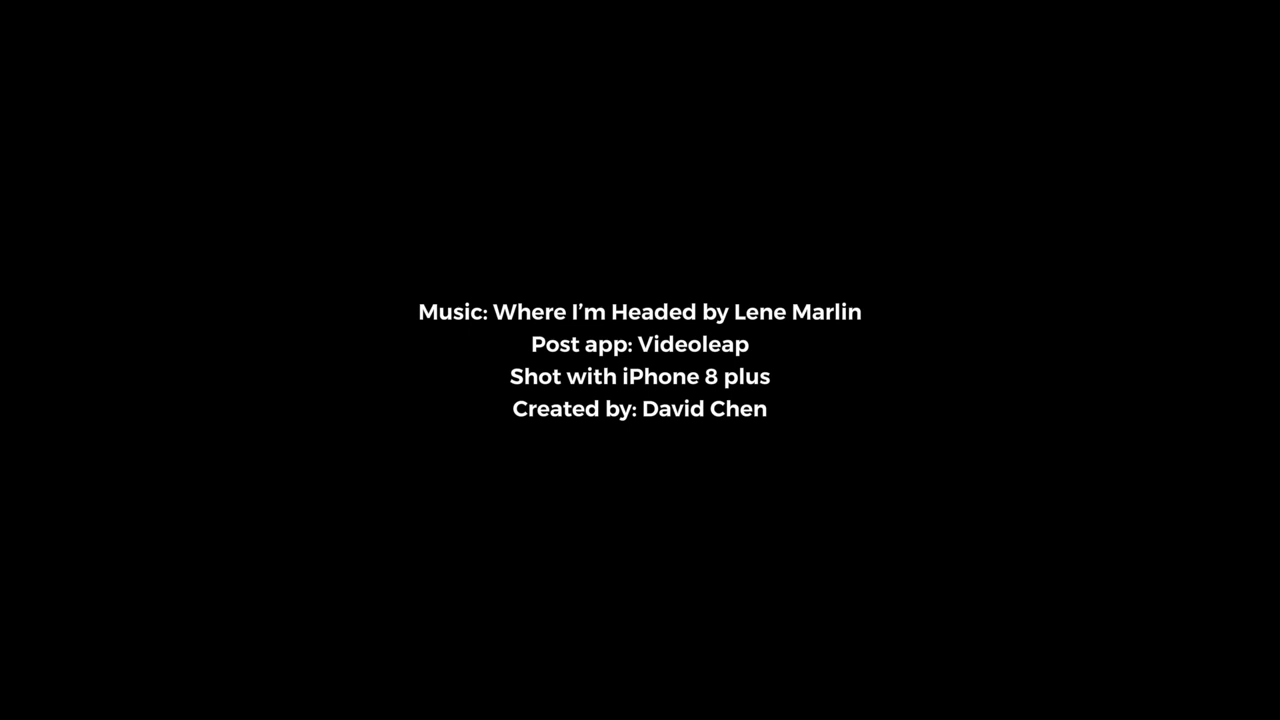 Music: Where I’m Headed by Lene Marlin
Post app: Videoleap
Shot with iPhone 8 plus
Created by: David Chen